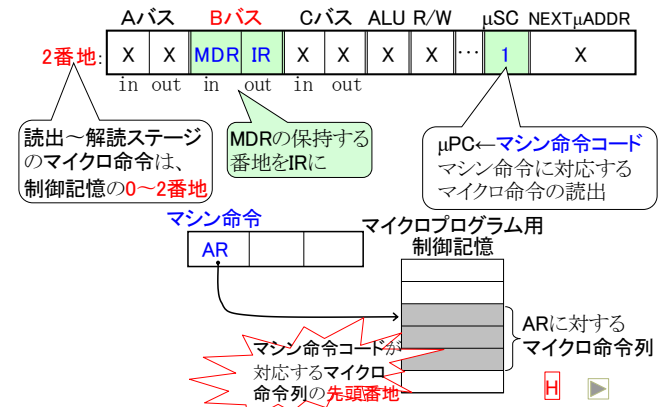 Aバス Bバス Cバス ALU R/W μSC NEXTμADDR
2番地: X X MDR IR X X X X … 1 X
in out in out in out
読出～解読ステージ
のマイクロ命令は、
制御記憶の0～2番地
MDRの保持する
番地をIRに
μPC←マシン命令コード
マシン命令に対応する
マイクロ命令の読出
マシン命令
AR
マイクロプログラム用
制御記憶
ARに対する
マイクロ命令列
マシン命令コードが
対応するマイクロ
命令列の先頭番地
H